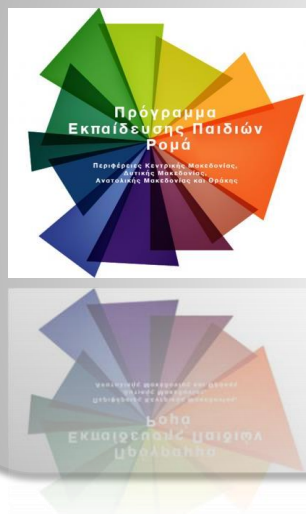 Πρόγραμμα
Εκπαίδευσης Παιδιών
Ρομά
Περιφέρειες Κεντρικής Μακεδονίας,
Δυτικής Μακεδονίας,
Ανατολικής Μακεδονίας και Θράκης